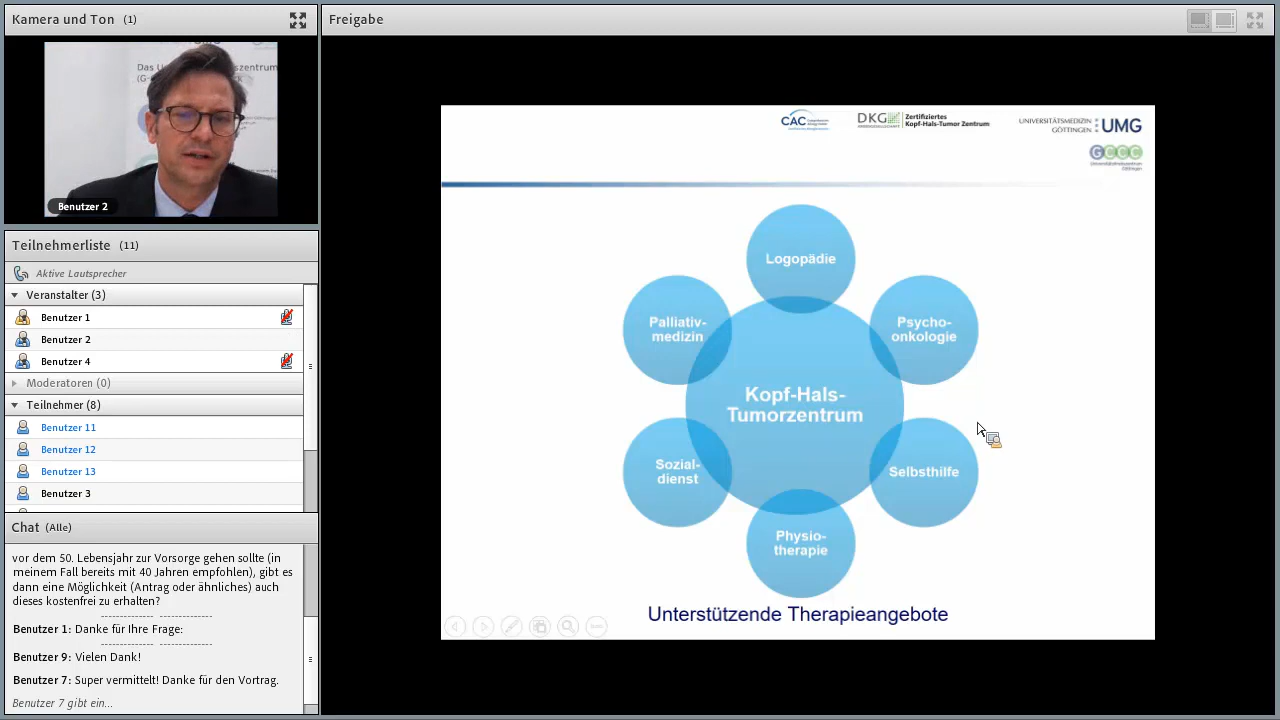 Kamera und Ton (1)
Das Un
szentrum
(G-C
Benutzer 2
Teilnehmerliste (11)
Aktive Lautsprecher
Veranstalter (3)
Benutzer 1
Benutzer 2
Benutzer 4
Moderatoren (0)
Teilnehmer (8)
Benutzer 11
Benutzer 12
Benutzer 13
Benutzer 3
Chat (Alle)
vor dem 50 Lebensjahr zur Vorsorge gehen sollte (in
meinem Fall bereits mit 40 Jahren empfohlen), gibt es
dann eine Möglichkeit (Antrag oder ähnliches) auch
dieses kostenfrei zu erhalten?
------------- -------------
Benutzer 1: Danke für Ihre Frage:
------------- -------------
Benutzer 9: Vielen Dank!
Benutzer 7: Super vermittelt! Danke für den Vortrag.
Benutzer 7 gibt ein...
Freigabe
CAC
DKG
Zertifiziertes
Kopf-Hals-Tumor Zentrum
UNIVERSITÄTSMEDIZIN
GÖTTINGEN
UMG
GCCC
Logopädie
Palliativ-
medizin
Psycho-
onkologie
Kopf-Hals-
Tumorzentrum
Sozial-
dienst
Selbsthilfe
Physio-
therapie
Unterstützende Therapieangebote